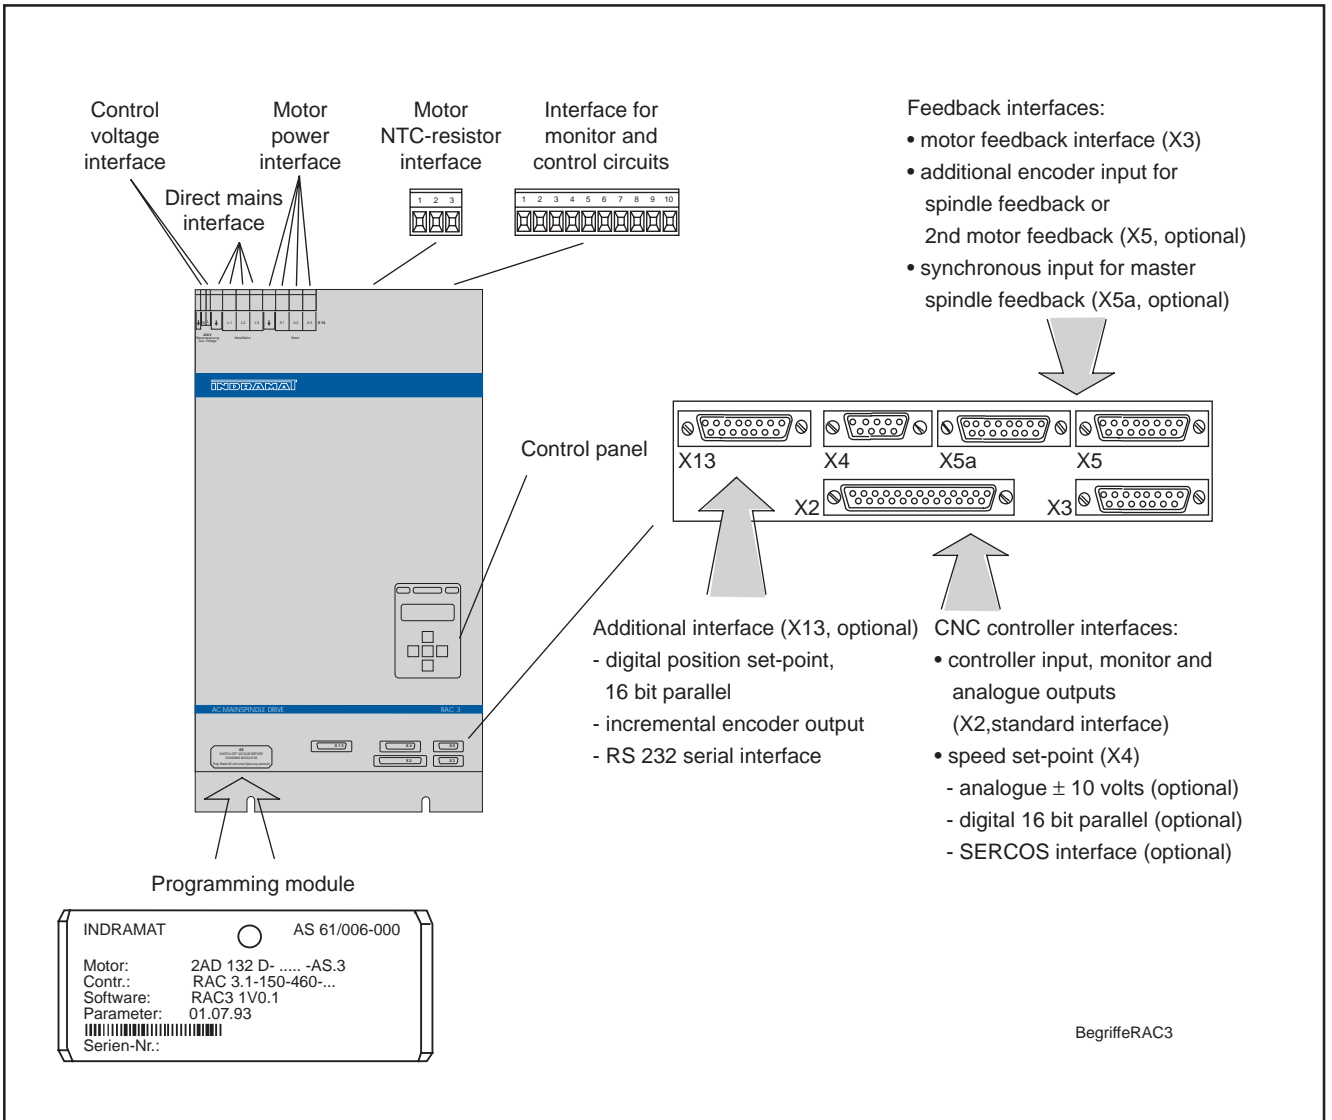 Control
voltage
interface
Motor
power
interface
Motor
NTC-resistor
interface
Interface for
monitor and
control circuits
Direct mains
interface
1 2 3
1 2 3 4 5 6 7 8 9 10
Feedback interfaces:
• motor feedback interface (X3)
• additional encoder input for
spindle feedback or
2nd motor feedback (X5, optional)
• synchronous input for master
spindle feedback (X5a, optional)
INDRAMAT
Control panel
X13
X4
X5a
X5
X2
X3
Additional interface (X13, optional)
- digital position set-point,
16 bit parallel
- incremental encoder output
- RS 232 serial interface
CNC controller interfaces:
• controller input, monitor and
analogue outputs
(X2,standard interface)
• speed set-point (X4)
- analogue ± 10 volts (optional)
- digital 16 bit parallel (optional)
- SERCOS interface (optional)
AC MAINSPINDLE DRIVE
RAC 3
X13
X4
X5
X2
X3
Programming module
INDRAMAT
AS 61/006-000
Motor: 2AD 132 D- ..... -AS.3
Contr.: RAC 3.1-150-460-...
Software: RAC3 1V0.1
Parameter: 01.07.93
Serien-Nr.:
BegriffeRAC3